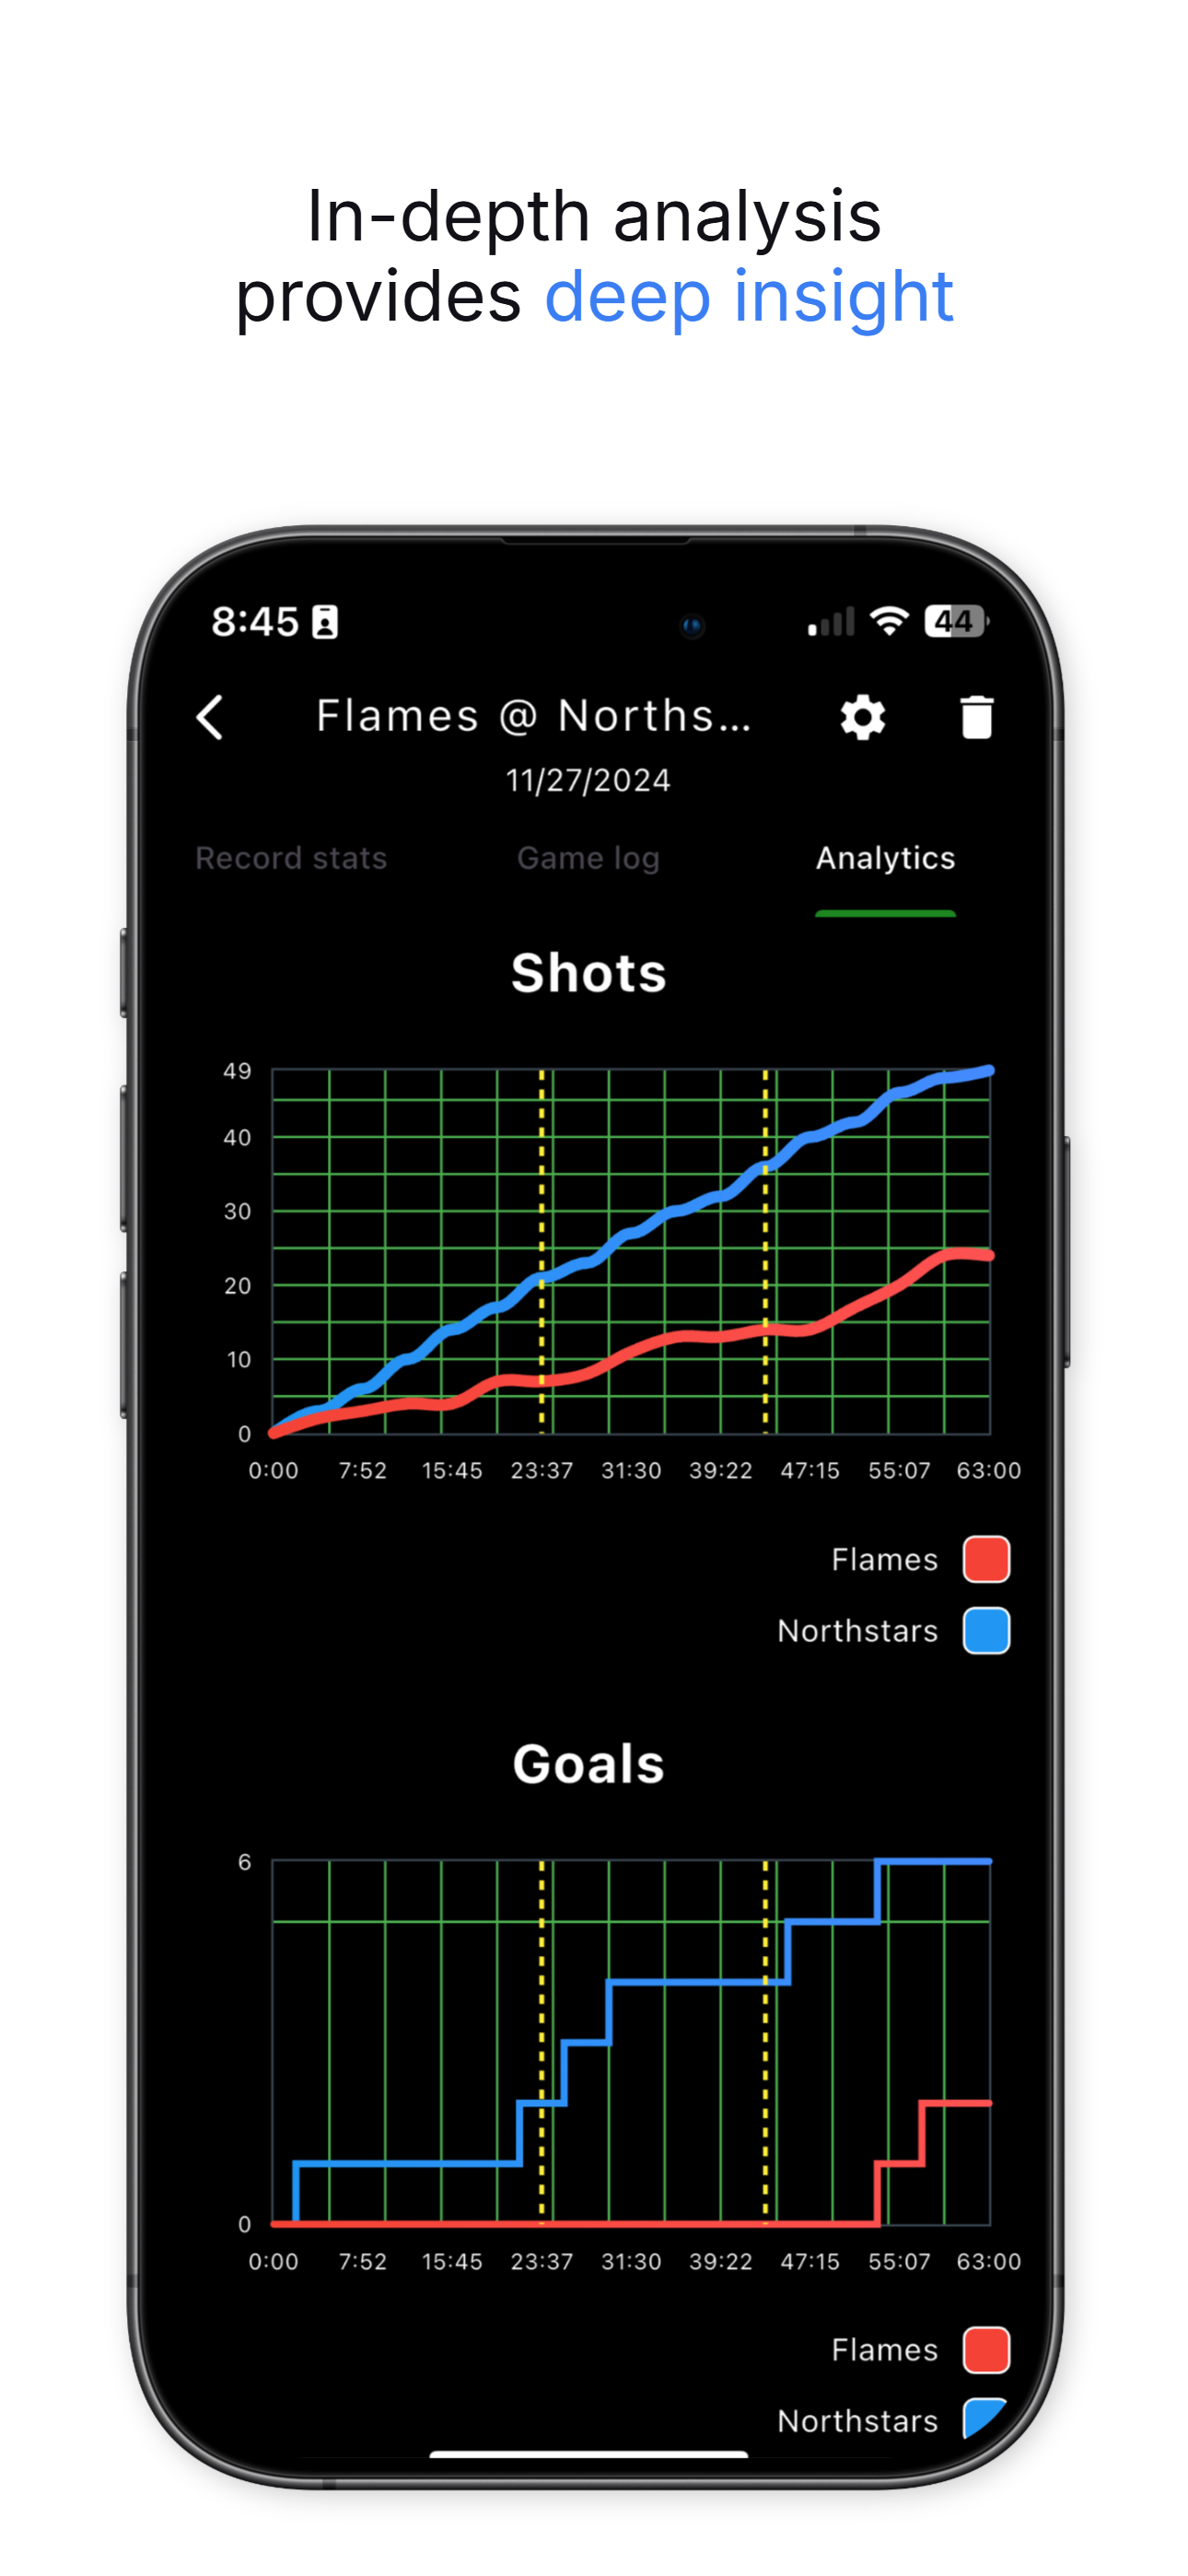 In-depth analysis
provides deep insight
8:45
44
Flames @ Norths...
11/27/2024
Record stats
Game log
Analytics
Shots
49
40
30
20
10
0
0:00 7:52 15:45 23:37 31:30 39:22 47:15 55:07 63:00
Flames
Northstars
Goals
6
0
0:00 7:52 15:45 23:37 31:30 39:22 47:15 55:07 63:00
Flames
Northstars